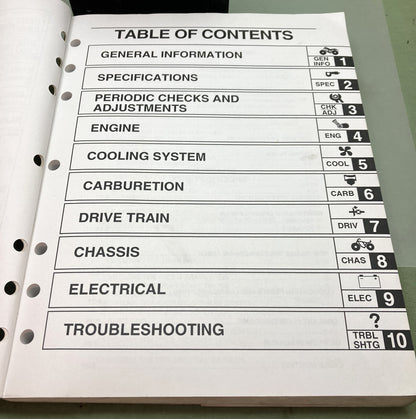 TABLE OF CONTENTS
GENERAL INFORMATION
GEN
INFO 1
SPECIFICATIONS
SPEC 2
PERIODIC CHECKS AND
ADJUSTMENTS
CHK
ADJ 3
ENGINE
ENG 4
COOLING SYSTEM
COOL 5
CARBURETION
CARB 6
DRIVE TRAIN
DRIV 7
CHASSIS
CHAS 8
ELECTRICAL
ELEC 9
TROUBLESHOOTING
?
TRBL
SHTG 10